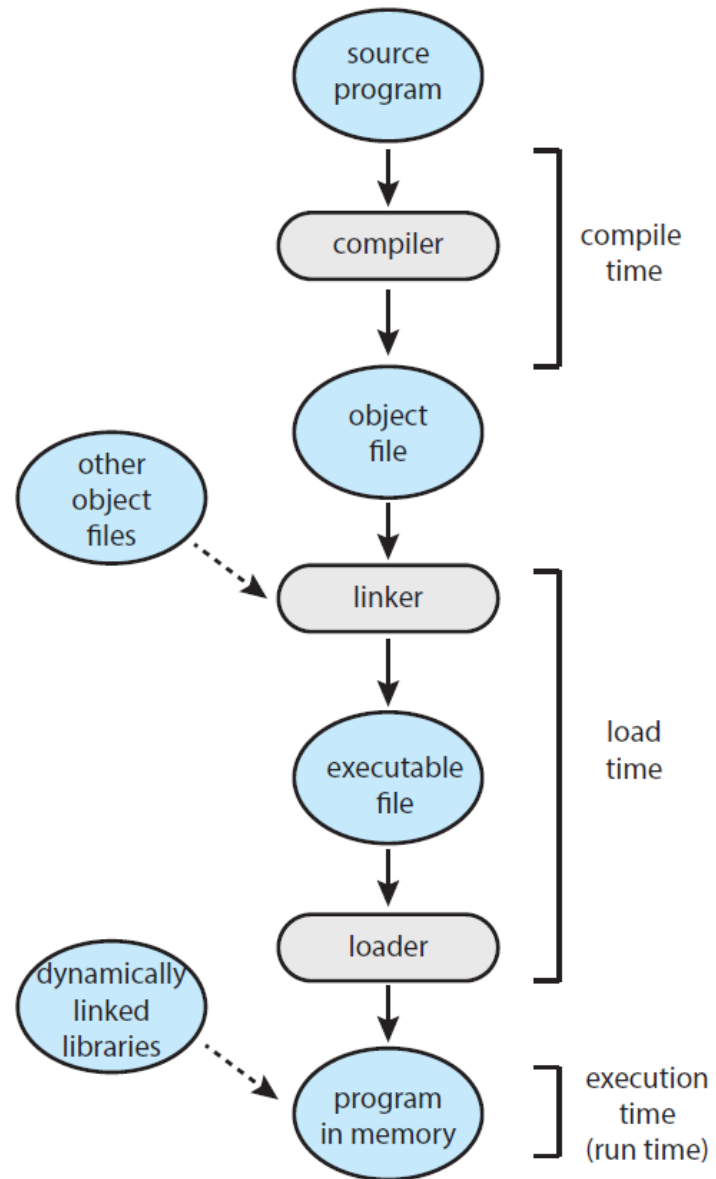 source
program
compiler
compile
time
object
file
other
object
files
linker
load
time
executable
file
loader
dynamically
linked
libraries
program
in memory
execution
time
(run time)